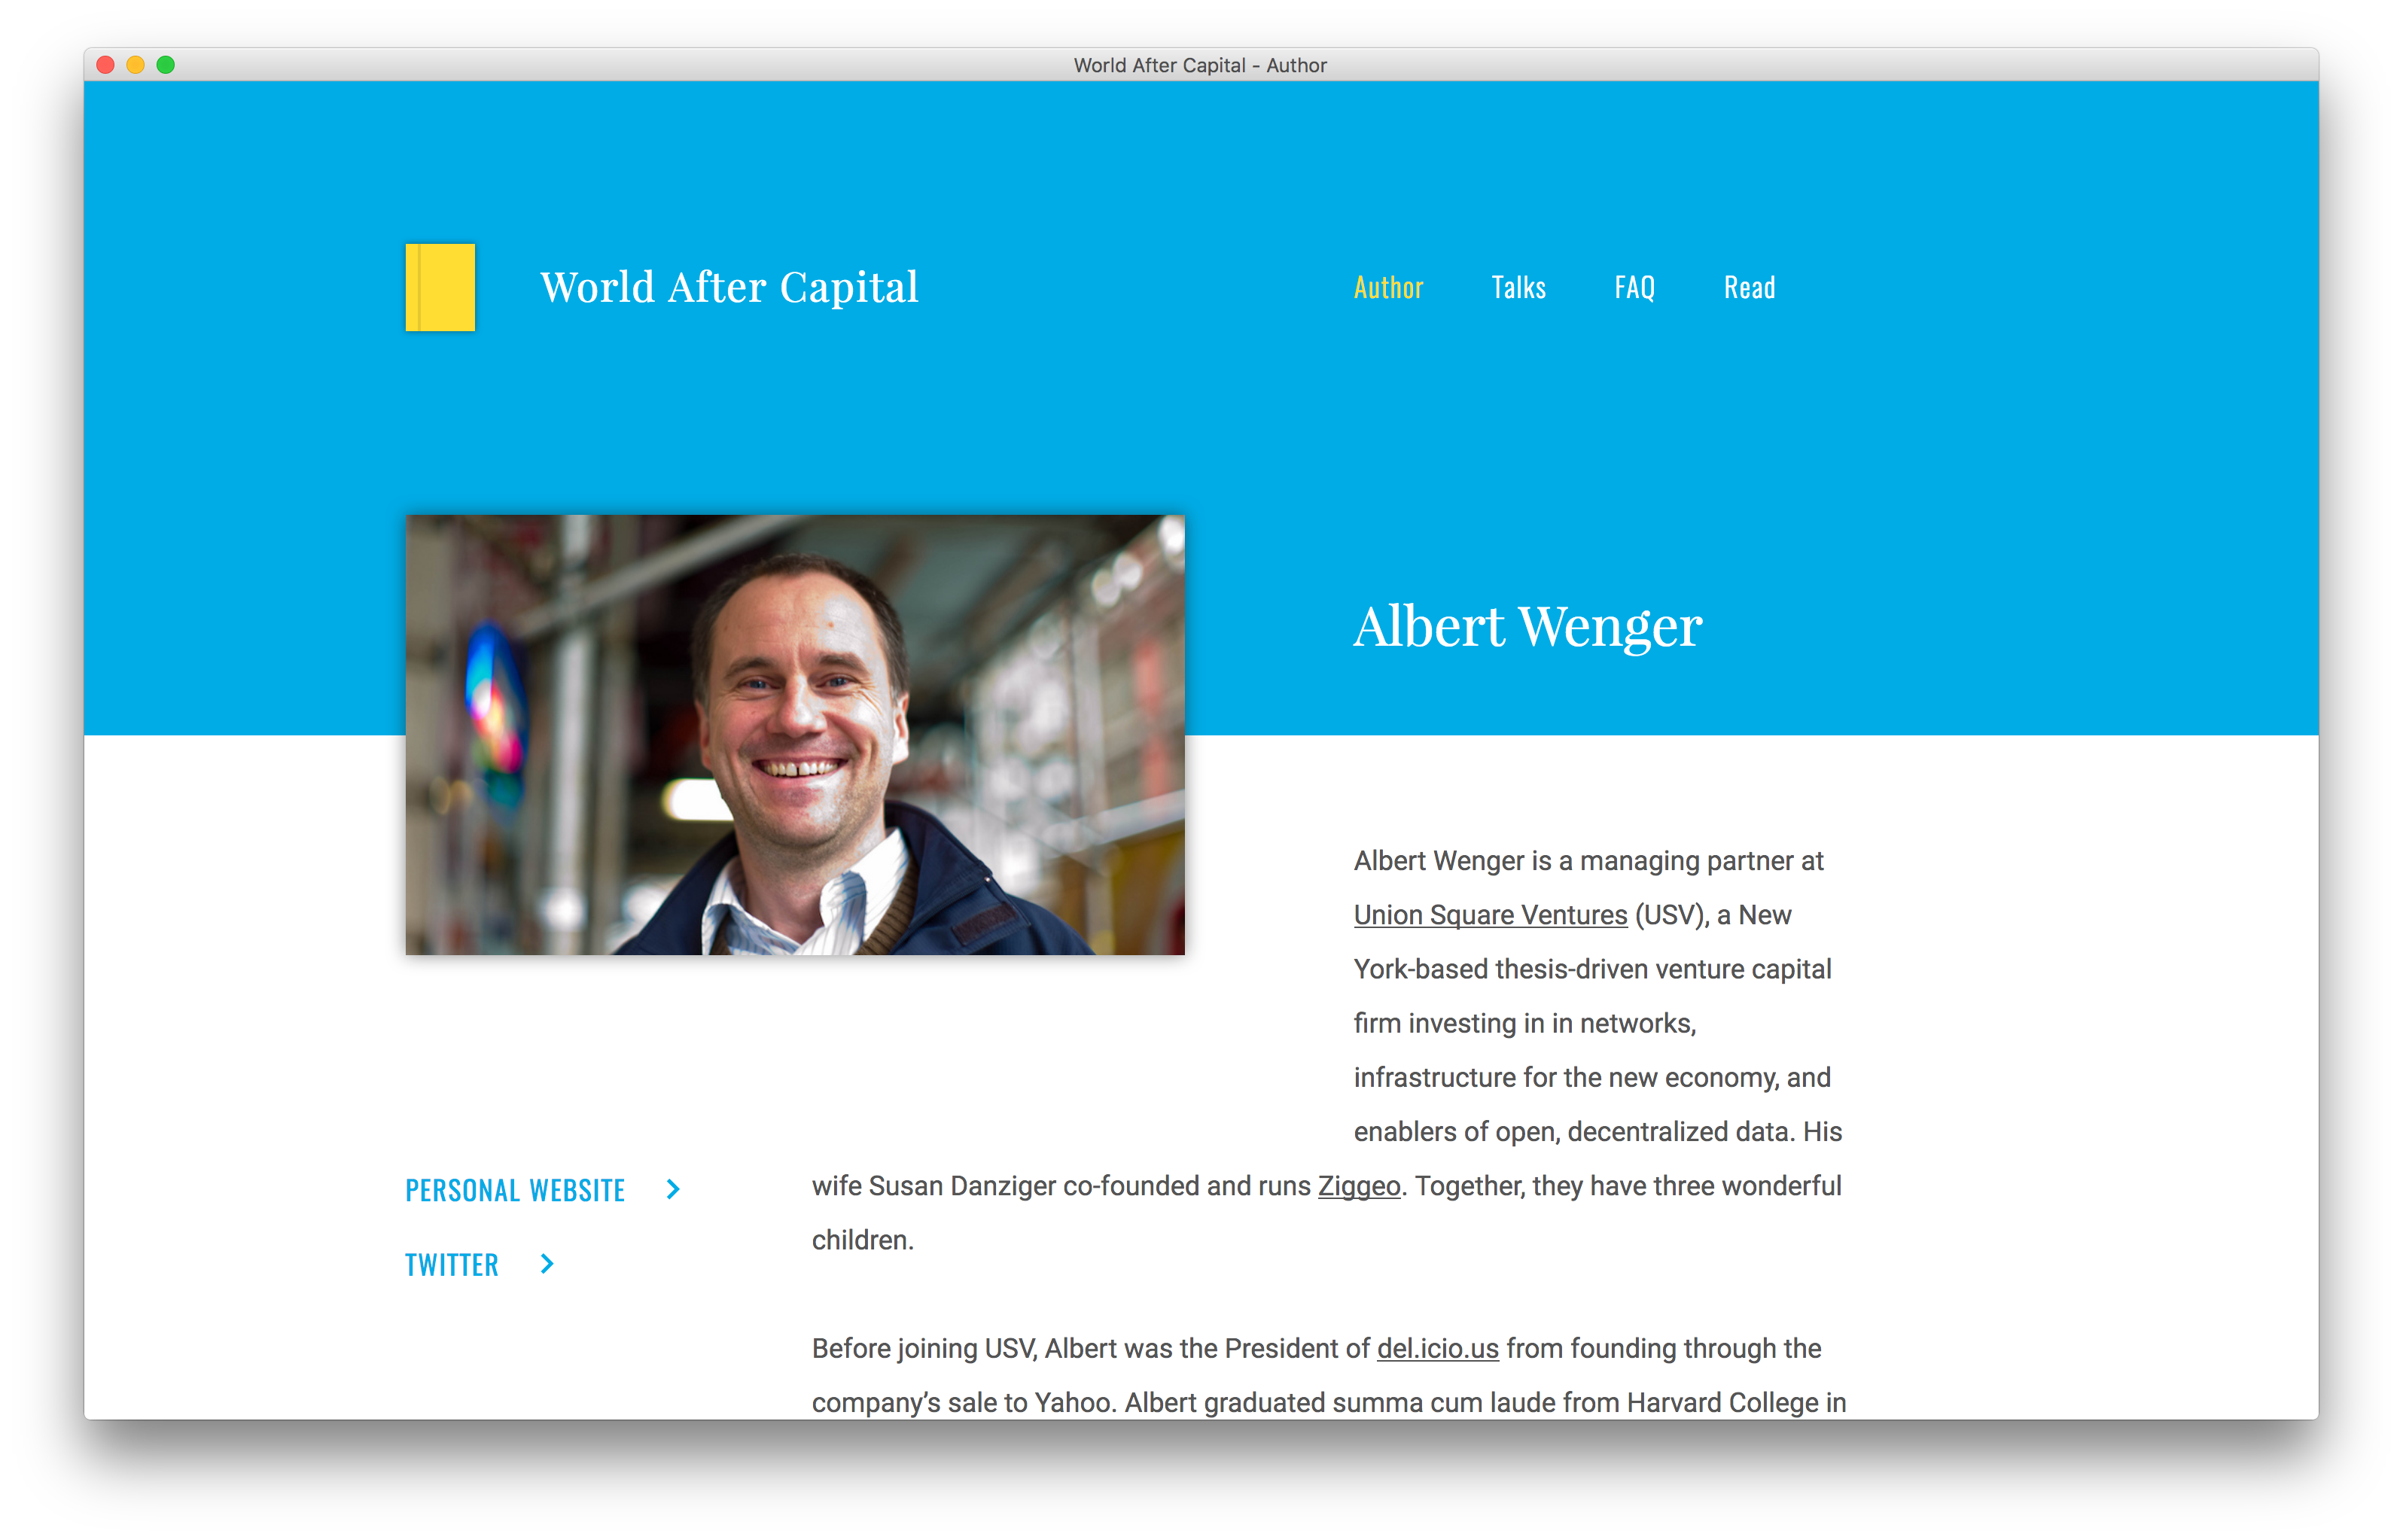 World After Capital - Author
World After Capital
Author
Talks
FAQ
Read
Albert Wenger
Albert Wenger is a managing partner at
Union Square Ventures (USV), a New
York-based thesis-driven venture capital
firm investing in in networks,
infrastructure for the new economy, and
enablers of open, decentralized data. His
wife Susan Danziger co-founded and runs Ziggeo. Together, they have three wonderful
children.
PERSONAL WEBSITE
TWITTER
Before joining USV, Albert was the President of del.icio.us from founding through the
company’s sale to Yahoo. Albert graduated summa cum laude from Harvard College in